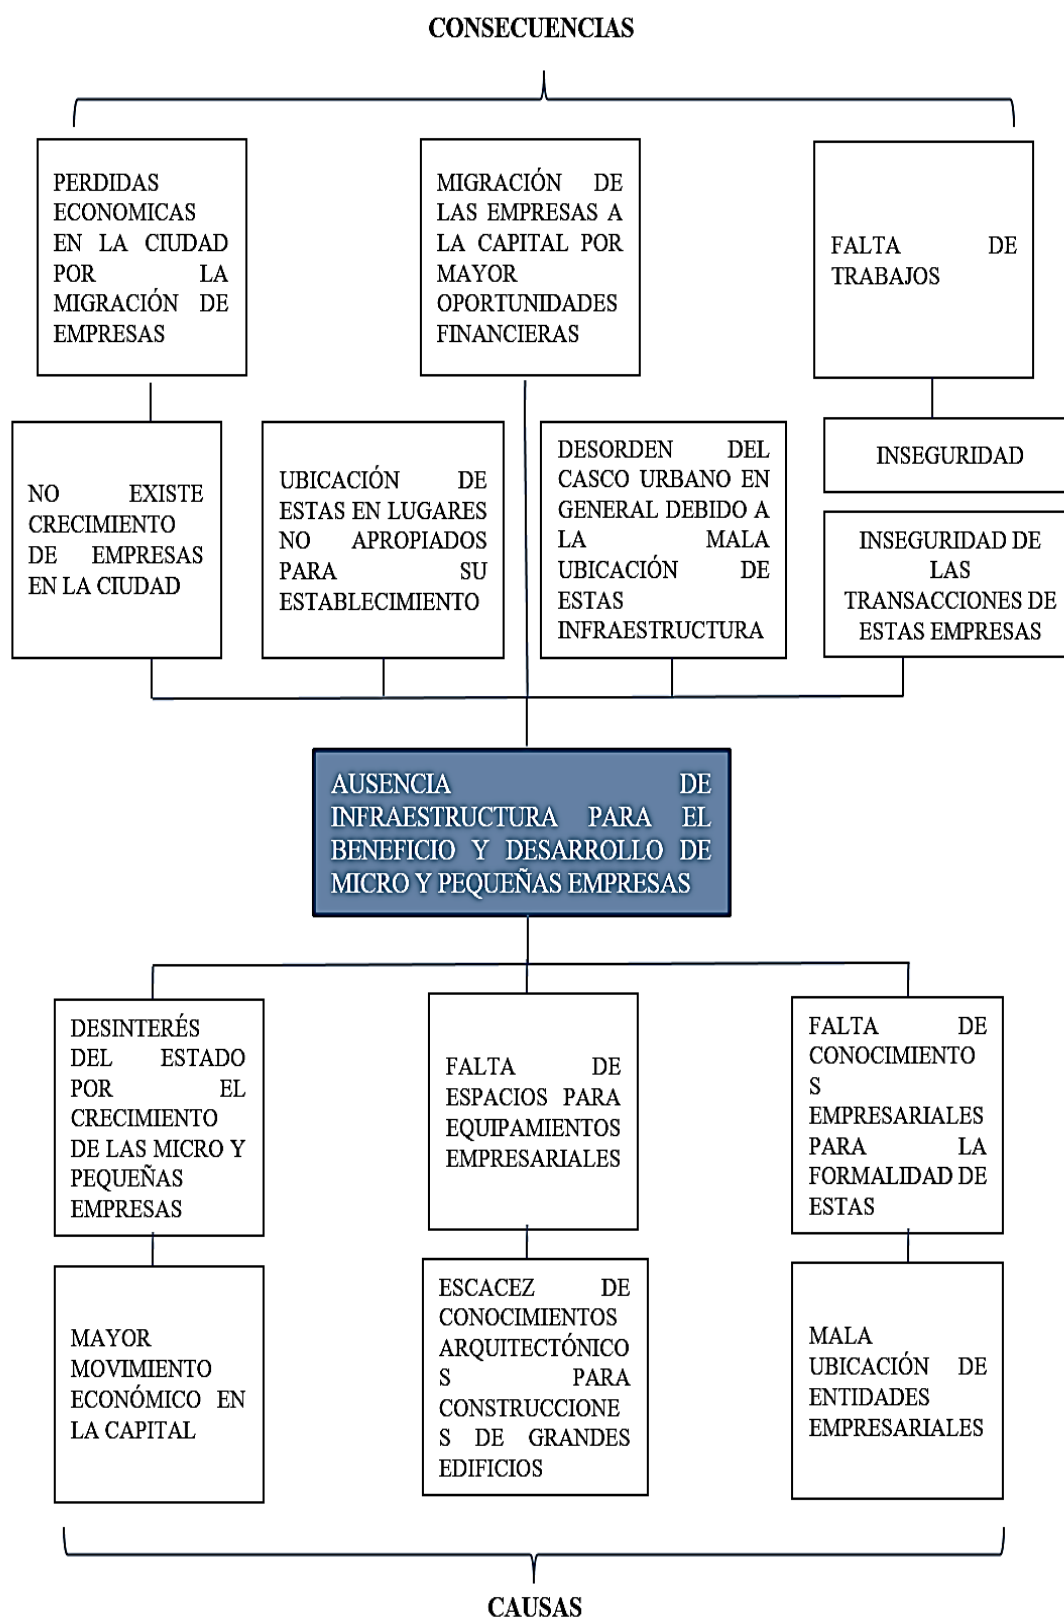 CONSECUENCIAS
PERDIDAS
ECONOMICAS
EN LA CIUDAD
POR LA
MIGRACIÓN DE
EMPRESAS
MIGRACIÓN DE
LAS EMPRESAS A
LA CAPITAL POR
MAYOR
OPORTUNIDADES
FINANCIERAS
FALTA DE
TRABAJOS
NO EXISTE
CRECIMIENTO
DE EMPRESAS
EN LA CIUDAD
UBICACIÓN DE
ESTAS EN LUGARES
NO APROPIADOS
PARA SU
ESTABLECIMIENTO
DESORDEN DEL
CASCO URBANO EN
GENERAL DEBIDO A
LA MALA
UBICACIÓN DE
ESTAS
INFRAESTRUCTURA
INSEGURIDAD
INSEGURIDAD DE
LAS
TRANSACCIONES DE
ESTAS EMPRESAS
AUSENCIA DE
INFRAESTRUCTURA PARA EL
BENEFICIO Y DESARROLLO DE
MICRO Y PEQUEÑAS EMPRESAS
DESINTERÉS
DEL ESTADO
POR EL
CRECIMIENTO
DE LAS MICRO Y
PEQUEÑAS
EMPRESAS
FALTA DE
ESPACIOS PARA
EQUIPAMIENTOS
EMPRESARIALES
FALTA DE
CONOCIMIENTO
S
EMPRESARIALES
PARA LA
FORMALIDAD DE
ESTAS
MAYOR
MOVIMIENTO
ECONÓMICO EN
LA CAPITAL
ESCACEZ DE
CONOCIMIENTOS
ARQUITECTÓNICO
S PARA
CONSTRUCCIONE
S DE GRANDES
EDIFICIOS
MALA
UBICACIÓN DE
ENTIDADES
EMPRESARIALES
CAUSAS